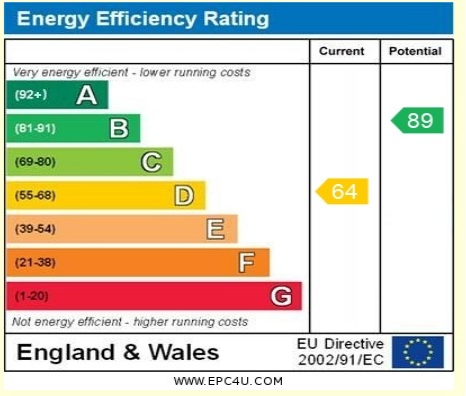 Energy Efficiency Rating
Current Potential
Very energy efficient - lower running costs
(92+) A
(81-91) B
89
(69-80) C
(55-68) D
64
(39-54) E
(21-38) F
(1-20) G
Not energy efficient - higher running costs
England & Wales
EU Directive
2002/91/EC
WWW.EPC4U.COM